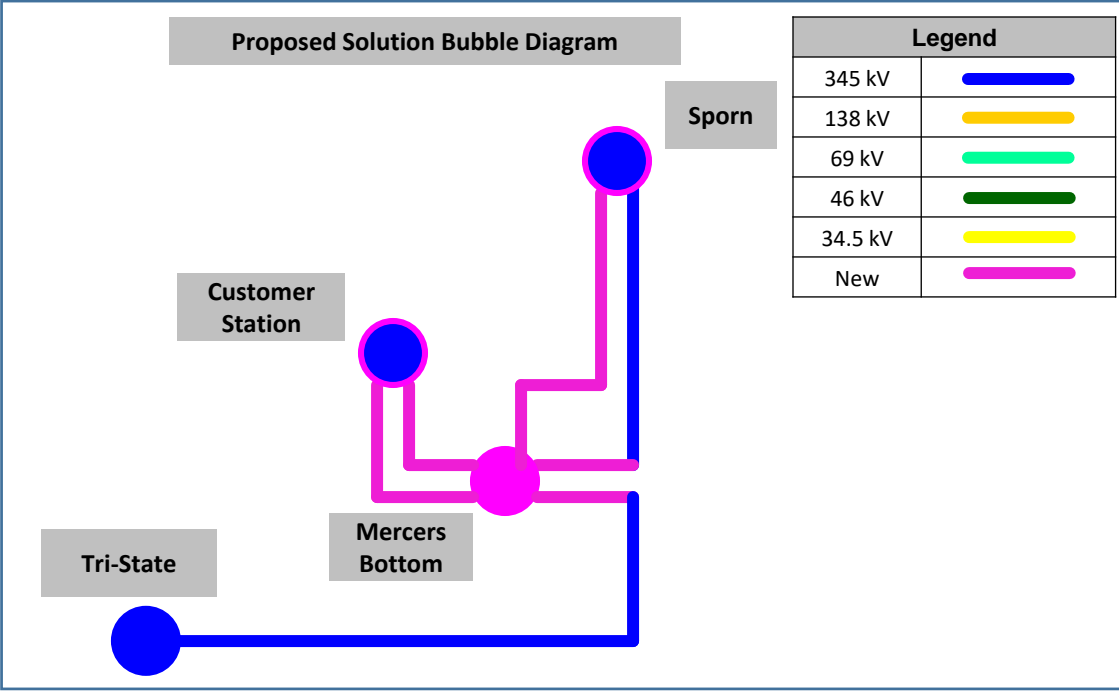 Proposed Solution Bubble Diagram
Legend
345 kV
138 kV
69 kV
46 kV
34.5 kV
New
Sporn
Customer
Station
Mercers
Bottom
Tri-State